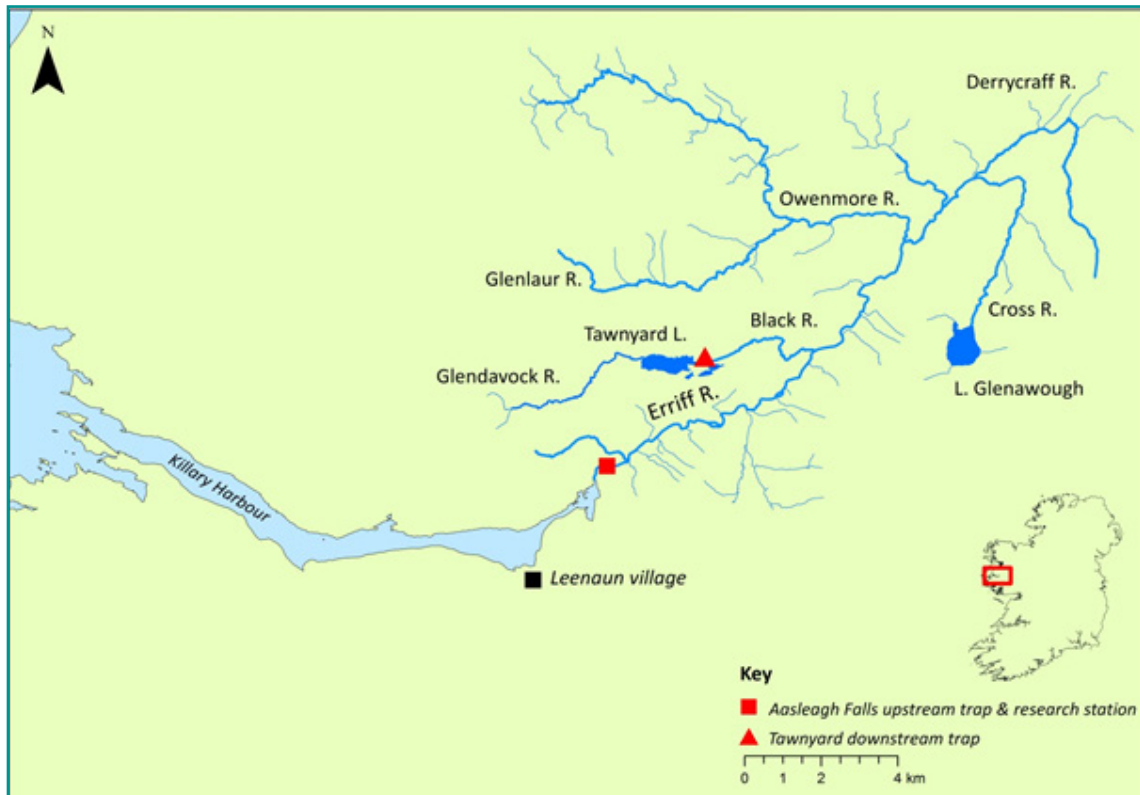 N
Derrycraff R.
Owenmore R.
Glenlaur R.
Cross R.
Black R.
Tawnyard L.
Glendavock R.
L. Glenawough
Erriff R.
Killary Harbour
Leenaun village
Key
Aasleagh Falls upstream trap & research station
Tawnyard downstream trap
0 1 2 4 km